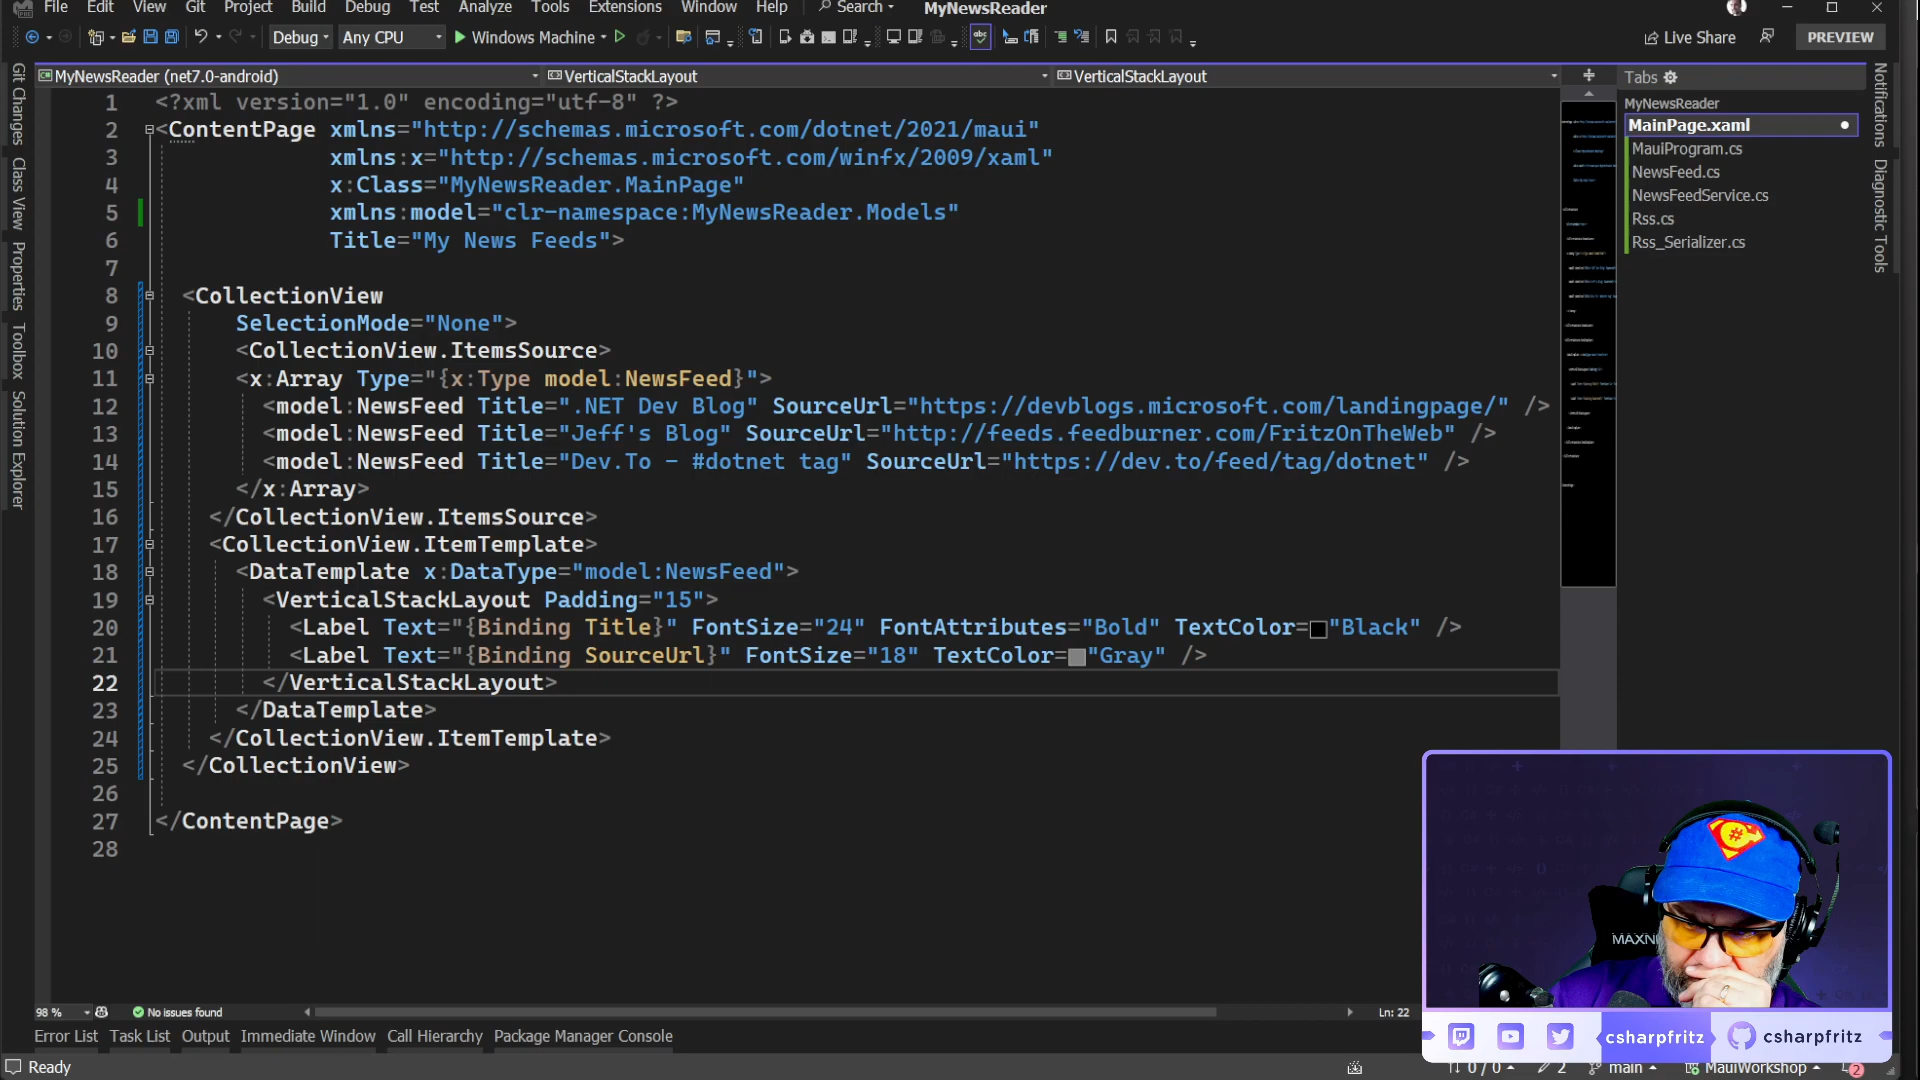 File Edit View Git Project Build Debug Test Analyze Tools Extensions Window Help Search MyNewsReader
Debug Any CPU Windows Machine Live Share PREVIEW
MyNewsReader (net7.0-android) VerticalStackLayout VerticalStackLayout
1 <?xml version="1.0" encoding="utf-8" ?>
2 <ContentPage xmlns="http://schemas.microsoft.com/dotnet/2021/maui"
3 xmlns:x="http://schemas.microsoft.com/winfx/2009/xaml"
4 x:Class="MyNewsReader.MainPage"
5 xmlns:model="clr-namespace:MyNewsReader.Models"
6 Title="My News Feeds">
7
8 <CollectionView
9 SelectionMode="None">
10 <CollectionView.ItemsSource>
11 <x:Array Type="{x:Type model:NewsFeed}">
12 <model:NewsFeed Title=".NET Dev Blog" SourceUrl="https://devblogs.microsoft.com/landingpage/" />
13 <model:NewsFeed Title="Jeff's Blog" SourceUrl="http://feeds.feedburner.com/FritzOnTheWeb" />
14 <model:NewsFeed Title="Dev.To - #dotnet tag" SourceUrl="https://dev.to/feed/tag/dotnet" />
15 </x:Array>
16 </CollectionView.ItemsSource>
17 <CollectionView.ItemTemplate>
18 <DataTemplate x:DataType="model:NewsFeed">
19 <VerticalStackLayout Padding="15">
20 <Label Text="{Binding Title}" FontSize="24" FontAttributes="Bold" TextColor="Black" />
21 <Label Text="{Binding SourceUrl}" FontSize="18" TextColor="Gray" />
22 </VerticalStackLayout>
23 </DataTemplate>
24 </CollectionView.ItemTemplate>
25 </CollectionView>
26
27 </ContentPage>
28
Tabs
MyNewsReader
MainPage.xaml
MauiProgram.cs
NewsFeed.cs
NewsFeedService.cs
Rss.cs
Rss_Serializer.cs
Git Changes
Class View
Properties
Toolbox
Solution Explorer
Notifications
Diagnostic Tools
MAXN
csharpfritz csharpfritz
98 % No issues found Ln: 22
Error List Task List Output Immediate Window Call Hierarchy Package Manager Console
Ready 0 / 0 2 main MauiWorkshop 2